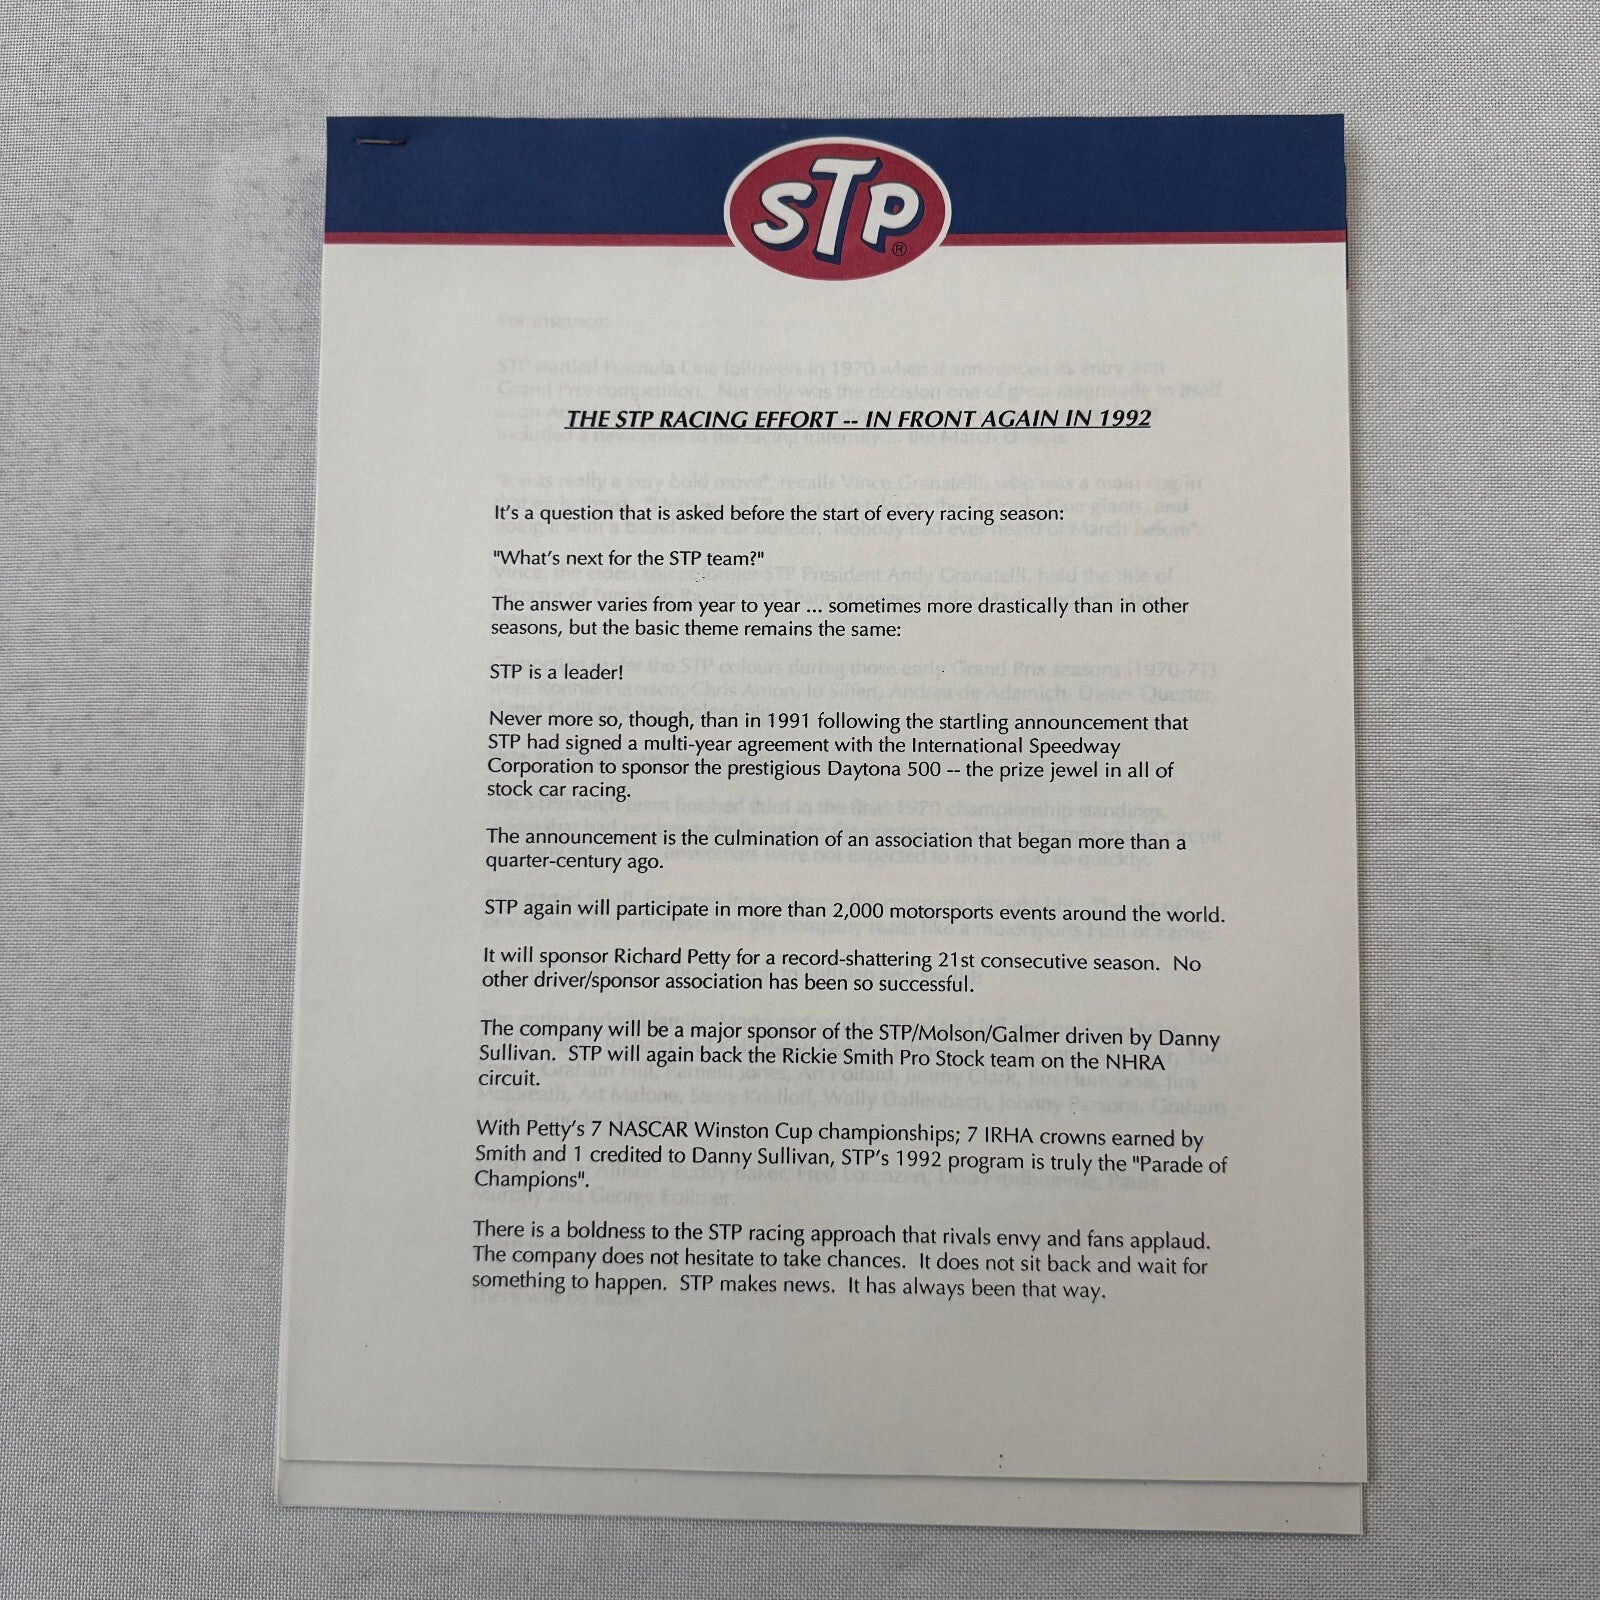 STP®
THE STP RACING EFFORT -- IN FRONT AGAIN IN 1992
It's a question that is asked before the start of every racing season:
"What's next for the STP team?"
The answer varies from year to year ... sometimes more drastically than in other
seasons, but the basic theme remains the same:
STP is a leader!
Never more so, though, than in 1991 following the startling announcement that
STP had signed a multi-year agreement with the International Speedway
Corporation to sponsor the prestigious Daytona 500 -- the prize jewel in all of
stock car racing.
The announcement is the culmination of an association that began more than a
quarter-century ago.
STP again will participate in more than 2,000 motorsports events around the world.
It will sponsor Richard Petty for a record-shattering 21st consecutive season.  No
other driver/sponsor association has been so successful.
The company will be a major sponsor of the STP/Molson/Galmer driven by Danny
Sullivan.  STP will again back the Rickie Smith Pro Stock team on the NHRA
circuit.
With Petty's 7 NASCAR Winston Cup championships; 7 IRHA crowns earned by
Smith and 1 credited to Danny Sullivan, STP's 1992 program is truly the "Parade of
Champions".
There is a boldness to the STP racing approach that rivals envy and fans applaud.
The company does not hesitate to take chances.  It does not sit back and wait for
something to happen.  STP makes news.  It has always been that way.